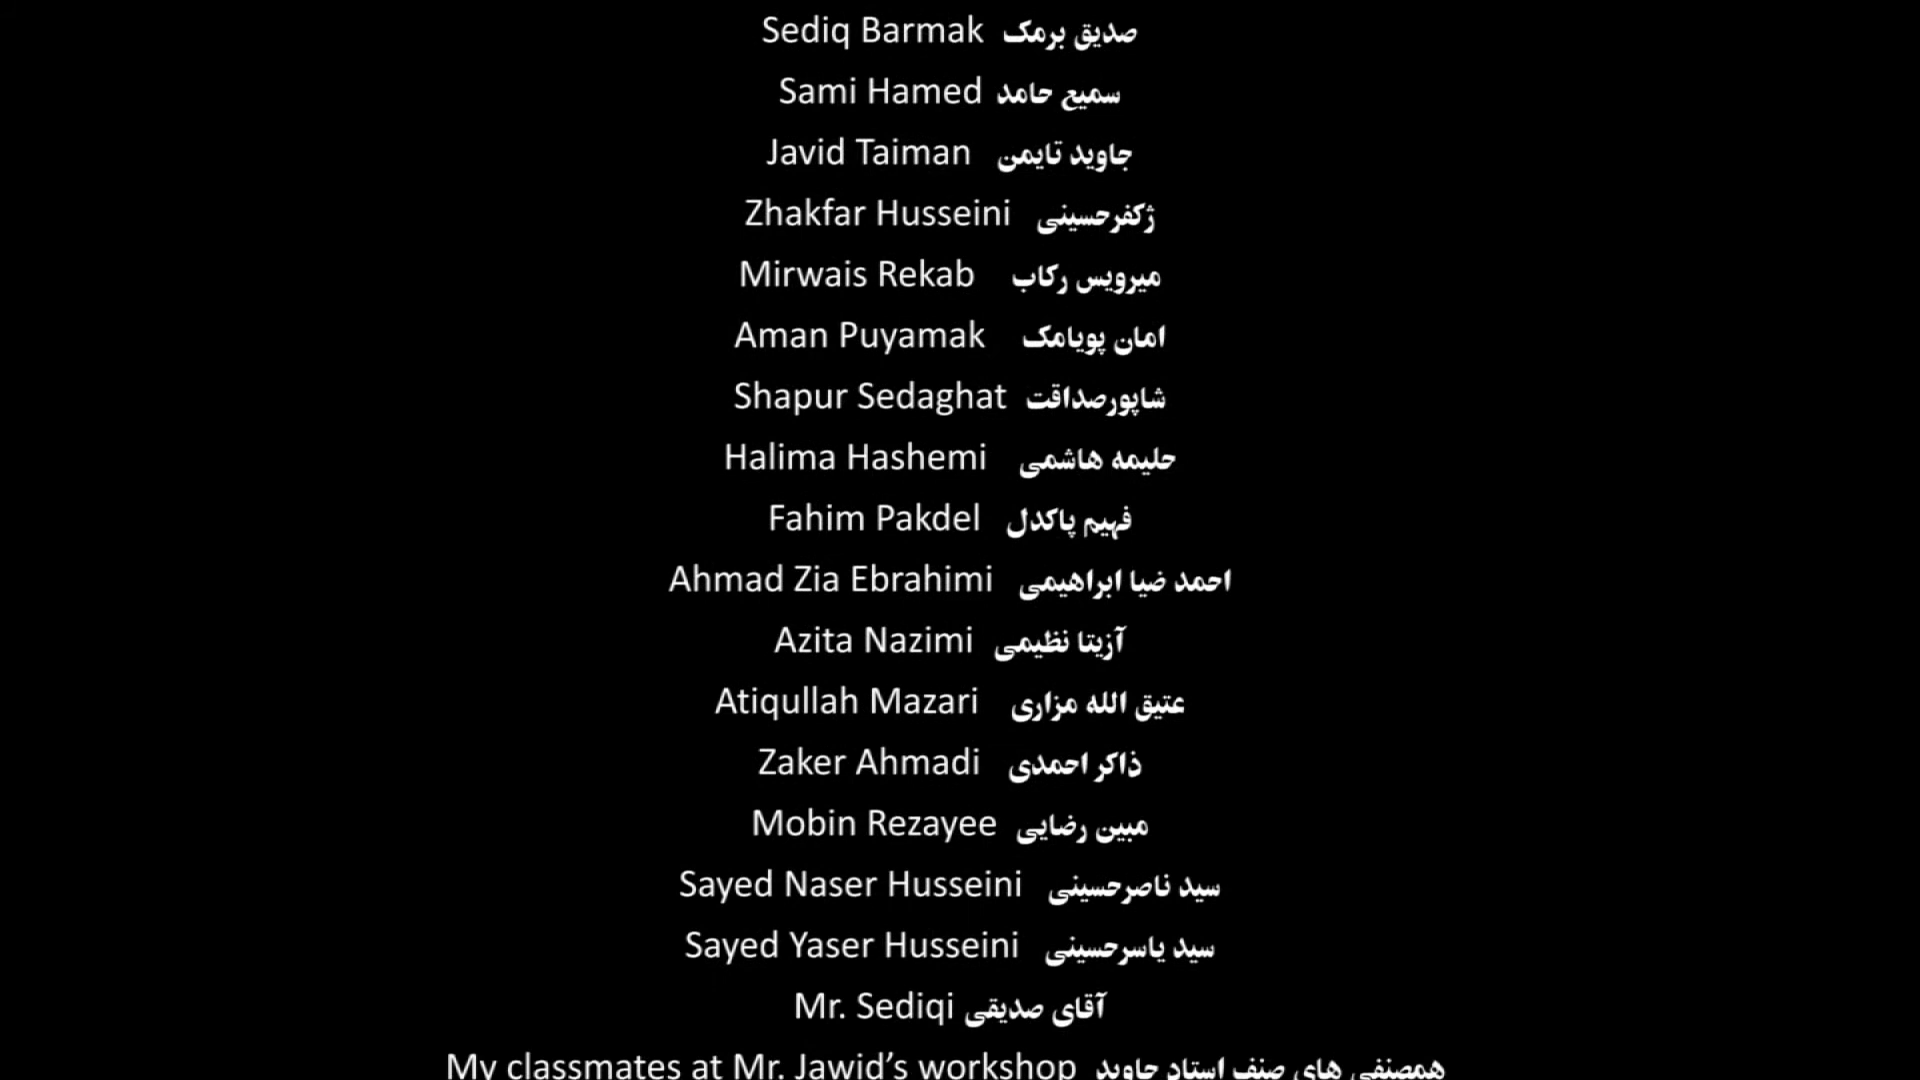 Sediq Barmak صدیق برمک
Sami Hamed سمیع حامد
Javid Taiman جاوید تایمن
Zhakfar Husseini ژکفرحسینی
Mirwais Rekab میرویس رکاب
Aman Puyamak امان پویامک
Shapur Sedaghat شاپورصداقت
Halima Hashemi حلیمه هاشمی
Fahim Pakdel فهیم پاکدل
Ahmad Zia Ebrahimi احمد ضیا ابراهیمی
Azita Nazimi آزیتا نظیمی
Atiqullah Mazari عتیق الله مزاری
Zaker Ahmadi ذاکر احمدی
Mobin Rezayee مبین رضایی
Sayed Naser Husseini سید ناصرحسینی
Sayed Yaser Husseini سید یاسرحسینی
Mr. Sediqi آقای صدیقی
My classmates at Mr. Jawid’s workshop همصنفی های صنف استاد جاوید